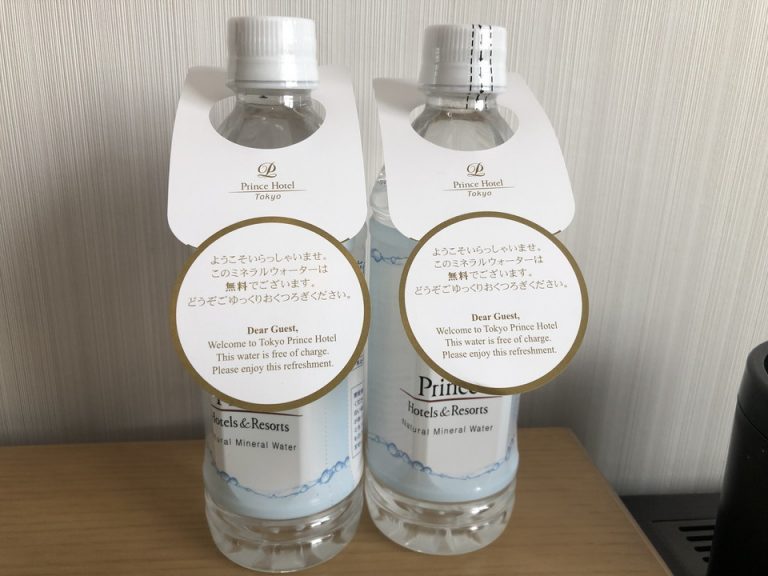 Prince Hotel
Tokyo
ようこそいらっしゃいませ。
このミネラルウォーターは
無料でございます。
どうぞごゆっくりおくつろぎください。
Dear Guest,
Welcome to Tokyo Prince Hotel
This water is free of charge.
Please enjoy this refreshment.
Hotels & Resorts
Natural Mineral Water
Prince Hotel
Tokyo
ようこそいらっしゃいませ。
このミネラルウォーターは
無料でございます。
どうぞごゆっくりおくつろぎください。
Dear Guest,
Welcome to Tokyo Prince Hotel
This water is free of charge.
Please enjoy this refreshment.
Prince
Hotels & Resorts
Natural Mineral Water